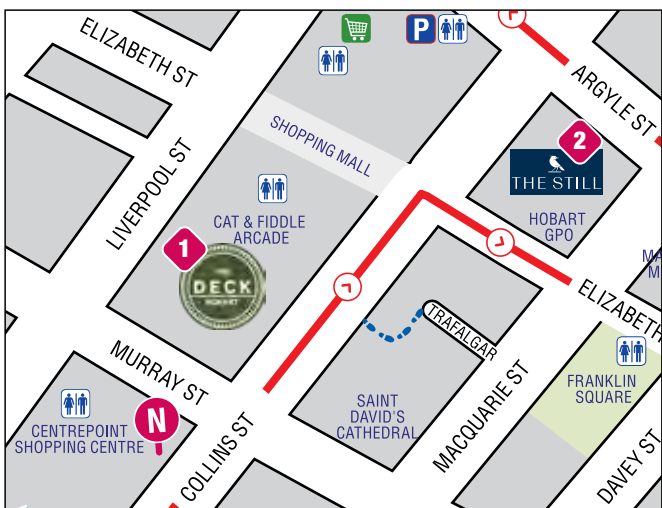 ELIZABETH ST
P
ARGYLE ST
SHOPPING MALL
2
THE STILL
HOBART
GPO
LIVERPOOL ST
CAT & FIDDLE
ARCADE
1
DECK
MA
M
ELIZABETH
TRAFALGAR
MURRAY ST
FRANKLIN
SQUARE
SAINT
DAVID'S
CATHEDRAL
MACQUARIE ST
N
CENTREPOINT
SHOPPING CENTRE
COLLINS ST
DAVEY ST